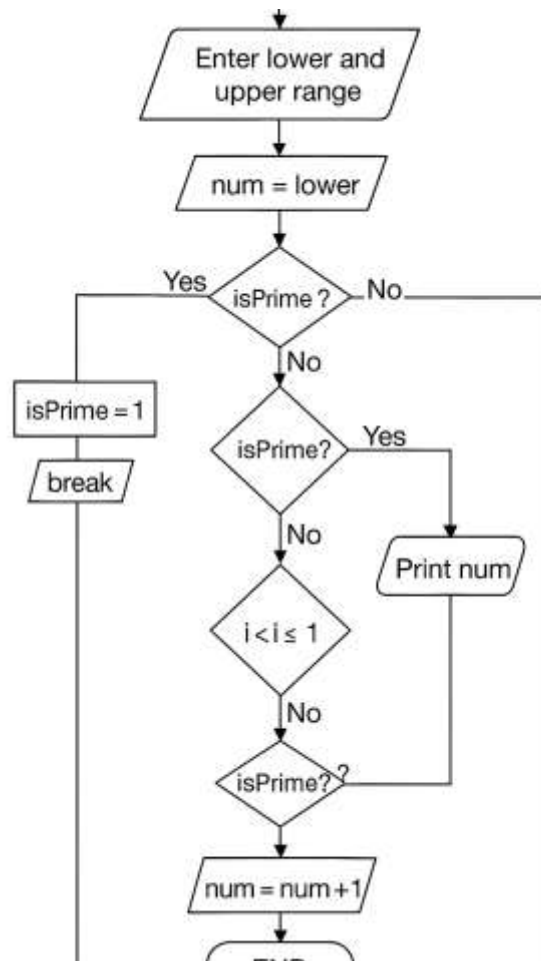 Enter lower and
upper range
num = lower
isPrime ?
Yes
No
No
isPrime = 1
isPrime?
Yes
break
No
Print num
i < i ≤ 1
No
isPrime? ?
num = num +1